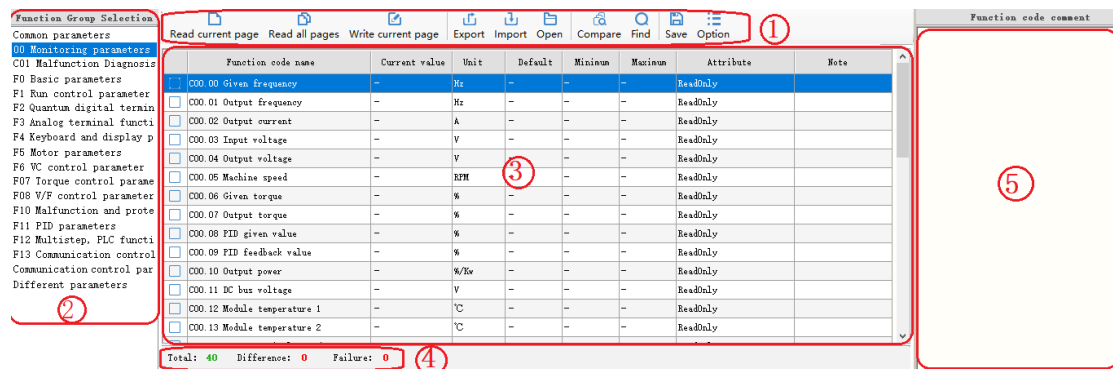 Function Group Selection
Common parameters
00 Monitoring parameters
C01 Malfunction Diagnosis
F0 Basic parameters
F1 Run control parameter
F2 Quantum digital termin
F3 Analog terminal functi
F4 Keyboard and display p
F5 Motor parameters
F6 VC control parameter
F07 Torque control parame
F08 V/F control parameter
F10 Malfunction and prote
F11 PID parameters
F12 Multistep, PLC functi
F13 Communication control
Communication control par
Different parameters
②
Read current page Read all pages Write current page Export Import Open Compare Find Save Option ①
Function code name Current value Unit Default Mininum Maxinum Attribute Note
C00.00 Given frequency - Hz - - - ReadOnly
C00.01 Output frequency - Hz - - - ReadOnly
C00.02 Output current - A - - - ReadOnly
C00.03 Input voltage - V - - - ReadOnly
C00.04 Output voltage - V - - - ReadOnly
C00.05 Machine speed - RPM - - - ReadOnly
③
C00.06 Given torque - % - - - ReadOnly
C00.07 Output torque - % - - - ReadOnly
C00.08 PID given value - % - - - ReadOnly
C00.09 PID feedback value - % - - - ReadOnly
C00.10 Output power - %/Kw - - - ReadOnly
C00.11 DC bus voltage - V - - - ReadOnly
C00.12 Module temperature 1 - ℃ - - - ReadOnly
C00.13 Module temperature 2 - ℃ - - - ReadOnly
Total: 40 Difference: 0 Failure: 0 ④
Function code comment
⑤